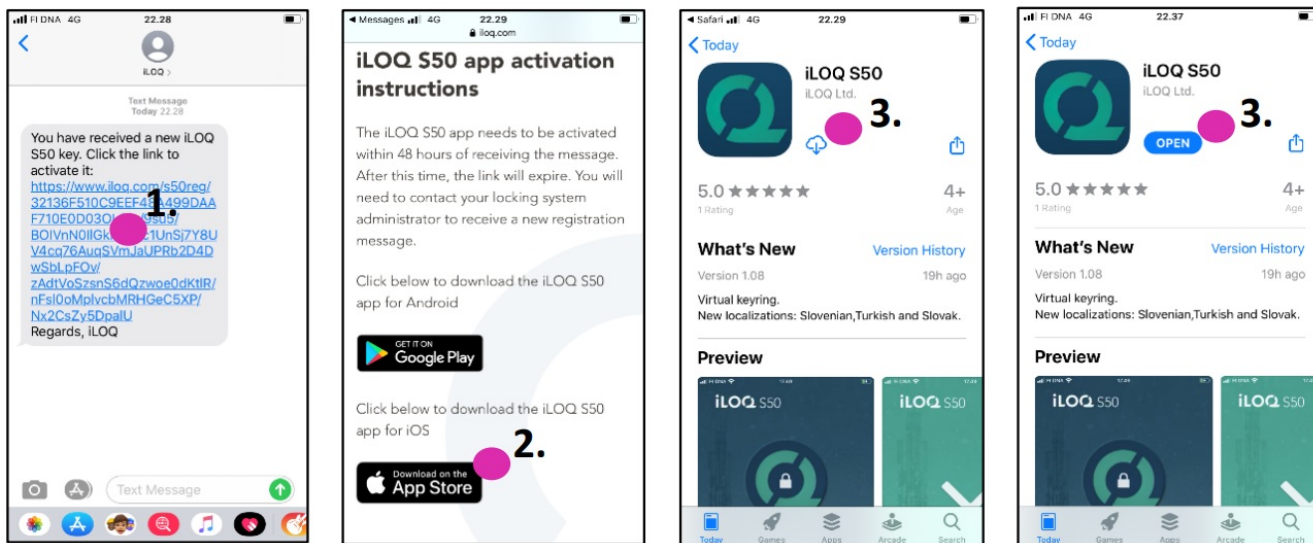 FI DNA 4G 22.28
iLOQ >
Text Message
Today 22.28
You have received a new iLOQ
S50 key. Click the link to
activate it:
https://www.iloq.com/s50reg/
1.
V4cq76AuqSVmJaUPRb2D4D
wSbLpFOv/
zAdtVoSzsnS6dQzwoe0dKtIR/
nFsl0oMplvcbMRHGeC5XP/
Nx2CsZy5DpalU
Regards, iLOQ
Text Message
Messages 4G 22.29
iloq.com
iLOQ S50 app activation
instructions
The iLOQ S50 app needs to be activated
within 48 hours of receiving the message.
After this time, the link will expire. You will
need to contact your locking system
administrator to receive a new registration
message.
Click below to download the iLOQ S50
app for Android
GET IT ON
Google Play
Click below to download the iLOQ S50
app for iOS
2.
Download on the
App Store
Safari 4G 22.29
Today
iLOQ S50
iLOQ Ltd.
3.
5.0 ★★★★★ 4+
1 Rating Age
What's New Version History
Version 1.08 19h ago
Virtual keyring.
New localizations: Slovenian,Turkish and Slovak.
Preview
iLOQ S50 iLOQ S50
Today Games Apps Arcade Search
FI DNA 4G 22.37
Today
iLOQ S50
iLOQ Ltd.
3.
OPEN
5.0 ★★★★★ 4+
1 Rating Age
What's New Version History
Version 1.08 19h ago
Virtual keyring.
New localizations: Slovenian,Turkish and Slovak.
Preview
iLOQ S50 iLOQ S50
Today Games Apps Arcade Search